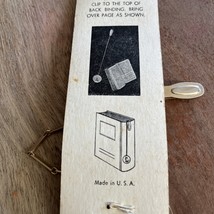 CLIP TO THE TOP OF
BACK BINDING. BRING
OVER PAGE AS SHOWN.
Made in U. S. A.